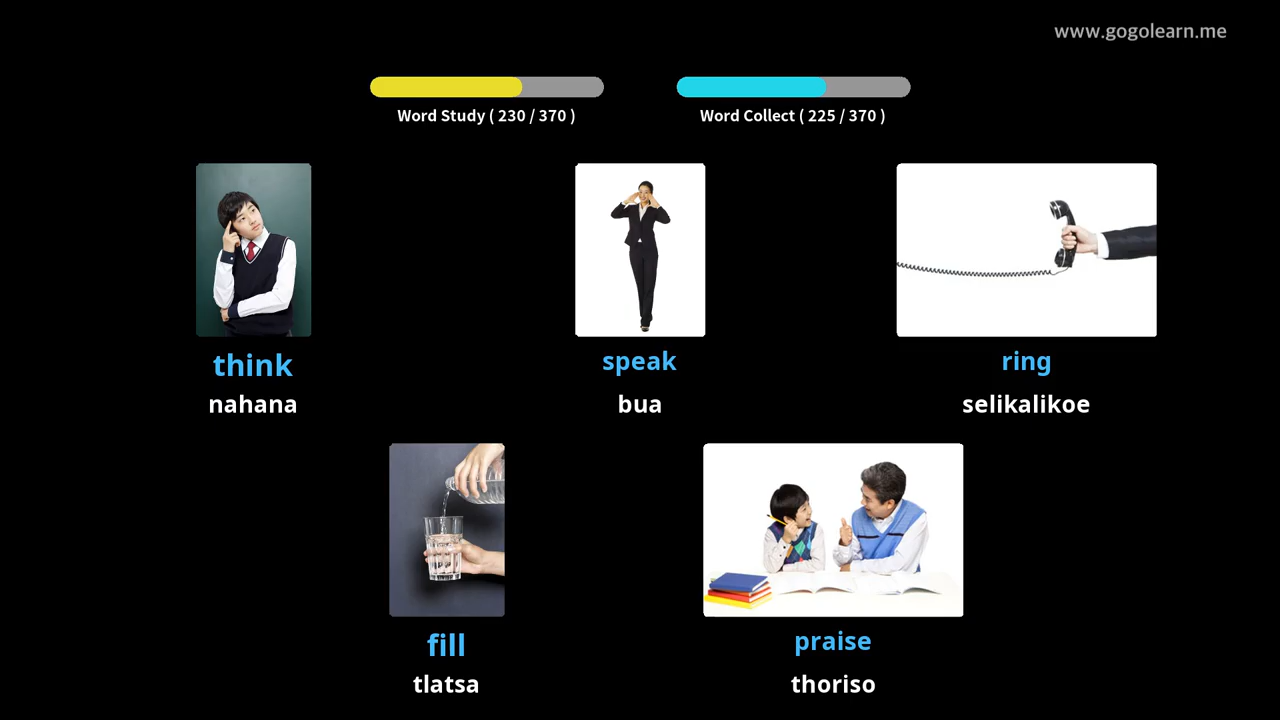 www.gogolearn.me
Word Study ( 230 / 370 )
Word Collect ( 225 / 370 )
think
nahana
speak
bua
ring
selikalikoe
fill
tlatsa
praise
thoriso